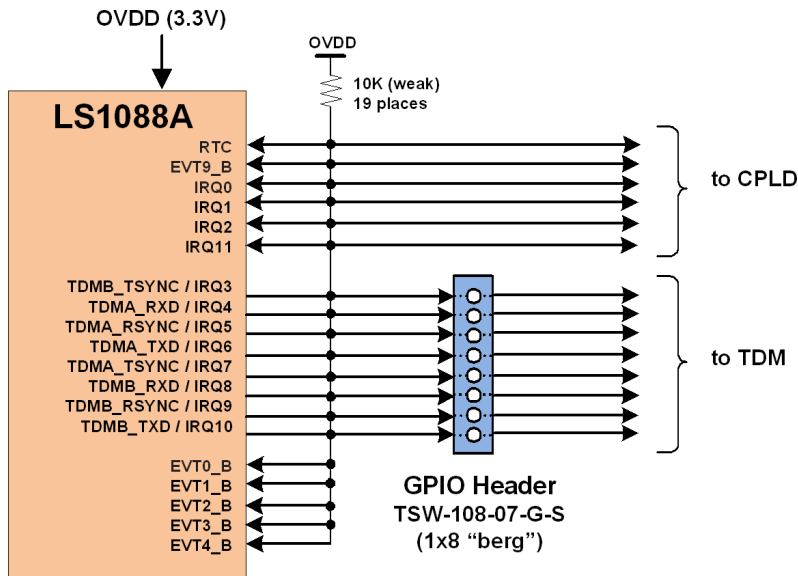 OVDD (3.3V)
OVDD
10K (weak)
19 places
LS1088A
RTC
EVT9_B
IRQ0
IRQ1
IRQ2
IRQ11
to CPLD
TDMB_TSYNC / IRQ3
TDMA_RXD / IRQ4
TDMA_RSYNC / IRQ5
TDMA_TXD / IRQ6
TDMA_TSYNC / IRQ7
TDMB_RXD / IRQ8
TDMB_RSYNC / IRQ9
TDMB_TXD / IRQ10
to TDM
EVT0_B
EVT1_B
EVT2_B
EVT3_B
EVT4_B
GPIO Header
TSW-108-07-G-S
(1x8 “berg”)